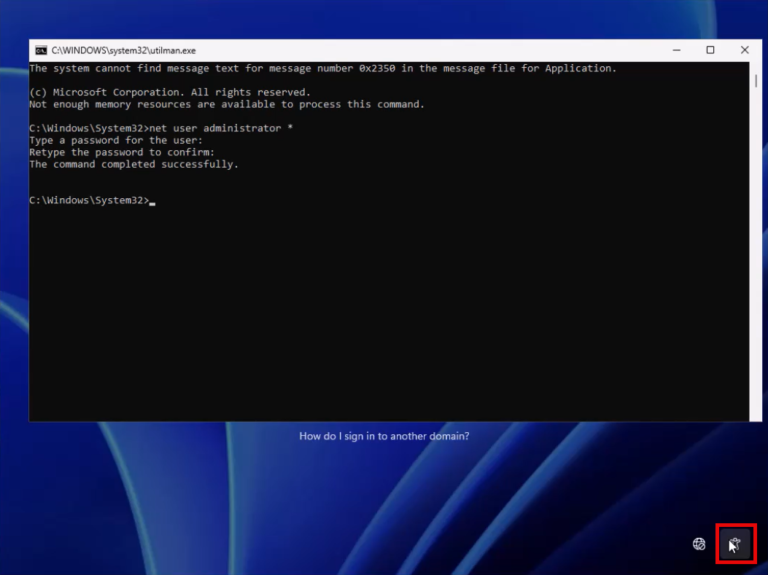 C:\WINDOWS\system32\utilman.exe
The system cannot find message text for message number 0x2350 in the message file for Application.
(c) Microsoft Corporation. All rights reserved.
Not enough memory resources are available to process this command.
C:\Windows\System32>net user administrator *
Type a password for the user:
Retype the password to confirm:
The command completed successfully.
C:\Windows\System32>
How do I sign in to another domain?